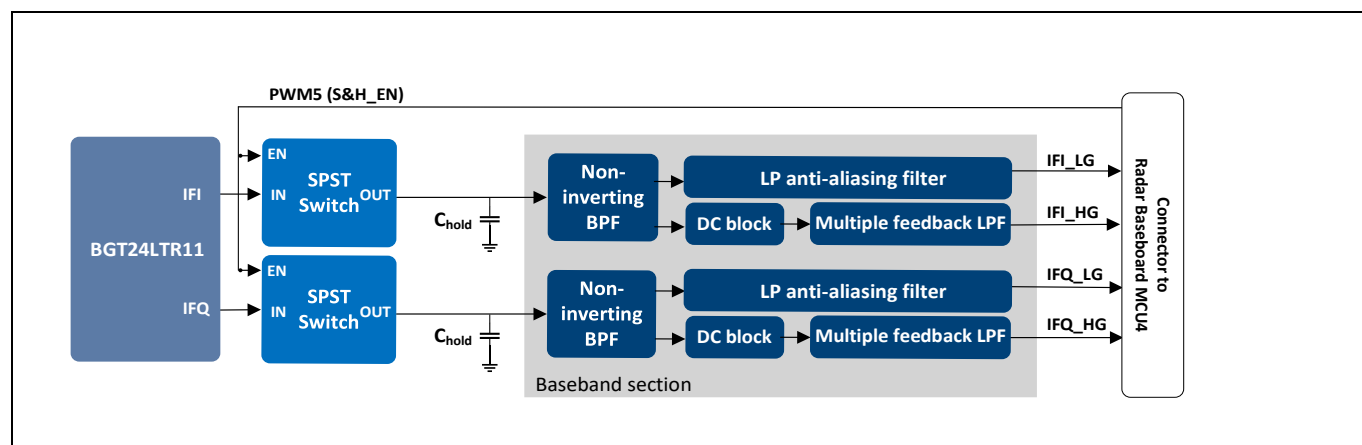 PWM5 (S&H_EN)
BGT24LTR11
IFI
IFQ
EN
IN
SPST
Switch
OUT
C hold
EN
IN
SPST
Switch
OUT
C hold
Non-
inverting
BPF
LP anti-aliasing filter
DC block
Multiple feedback LPF
Non-
inverting
BPF
LP anti-aliasing filter
DC block
Multiple feedback LPF
Baseband section
IFI_LG
IFI_HG
IFQ_LG
IFQ_HG
Connector to
Radar Baseboard MCU4